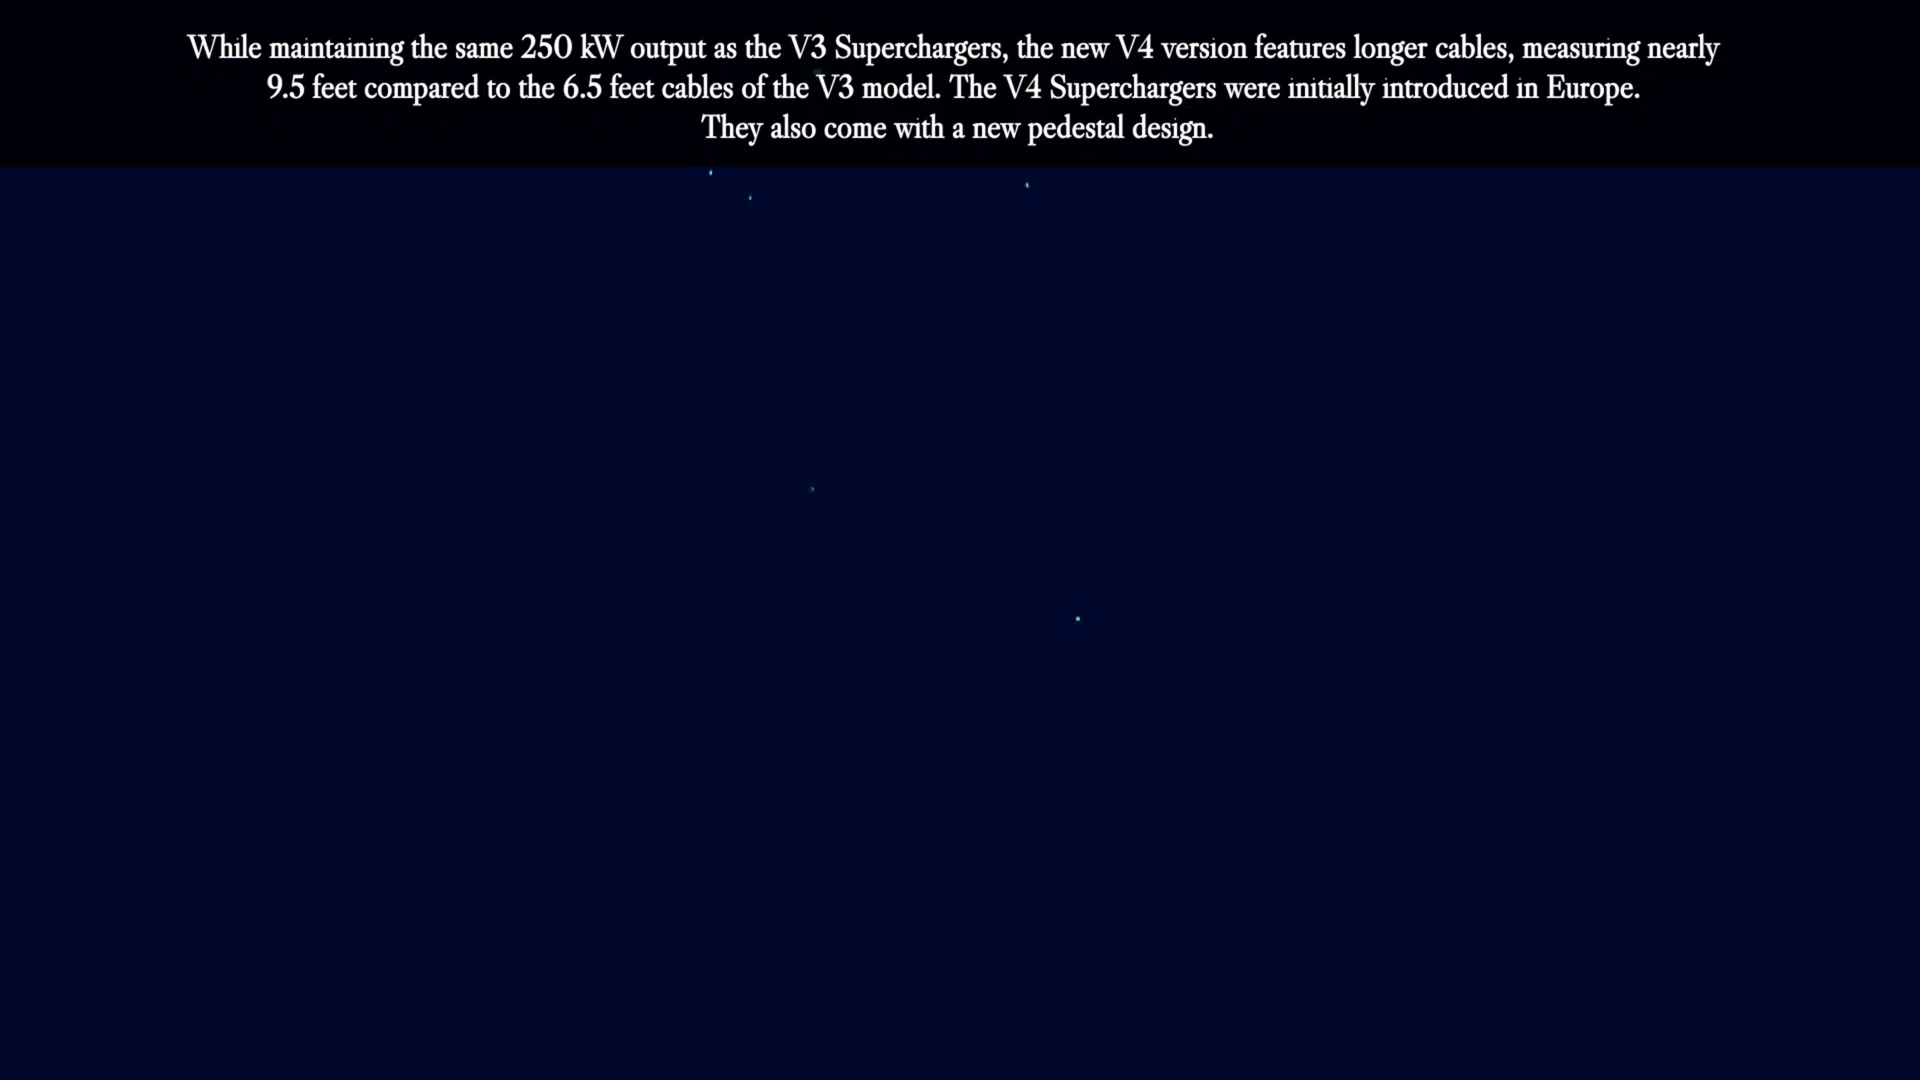 While maintaining the same 250 kW output as the V3 Superchargers, the new V4 version features longer cables, measuring nearly
9.5 feet compared to the 6.5 feet cables of the V3 model. The V4 Superchargers were initially introduced in Europe.
They also come with a new pedestal design.